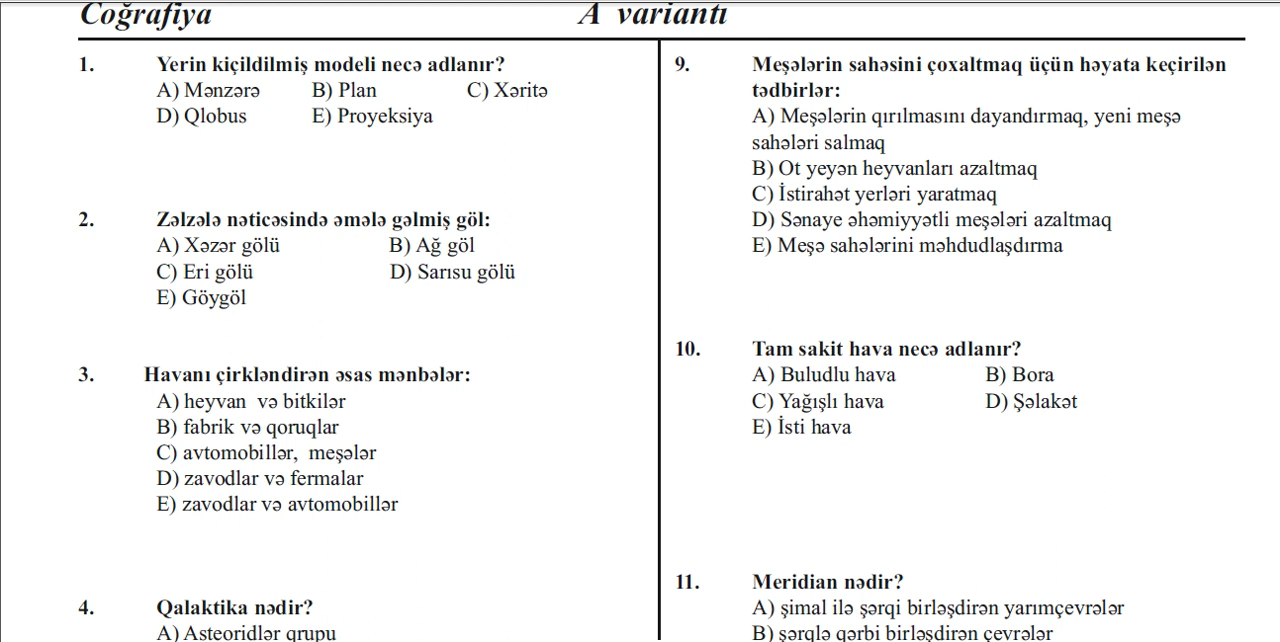 Coğrafiya A variantı
1. Yerin kiçildilmiş modeli necə adlanır?
A) Mənzərə B) Plan C) Xəritə
D) Qlobus E) Proyeksiya
2. Zəlzələ nəticəsində əmələ gəlmiş göl:
A) Xəzər gölü B) Ağ göl
C) Eri gölü D) Sarısu gölü
E) Göygöl
3. Havanı çirkləndirən əsas mənbələr:
A) heyvan və bitkilər
B) fabrik və qoruqlar
C) avtomobillər, meşələr
D) zavodlar və fermalar
E) zavodlar və avtomobillər
4. Qalaktika nədir?
A) Asteoridlər qrupu
9. Meşələrin sahəsini çoxaltmaq üçün həyata keçirilən
tədbirlər:
A) Meşələrin qırılmasını dayandırmaq, yeni meşə
sahələri salmaq
B) Ot yeyən heyvanları azaltmaq
C) İstirahət yerləri yaratmaq
D) Sənaye əhəmiyyətli meşələri azaltmaq
E) Meşə sahələrini məhdudlaşdırma
10. Tam sakit hava necə adlanır?
A) Buludlu hava B) Bora
C) Yağışlı hava D) Şəlakət
E) İsti hava
11. Meridian nədir?
A) şimal ilə şərqi birləşdirən yarımçevrələr
B) şərqlə qərbi birləşdirən çevrələr